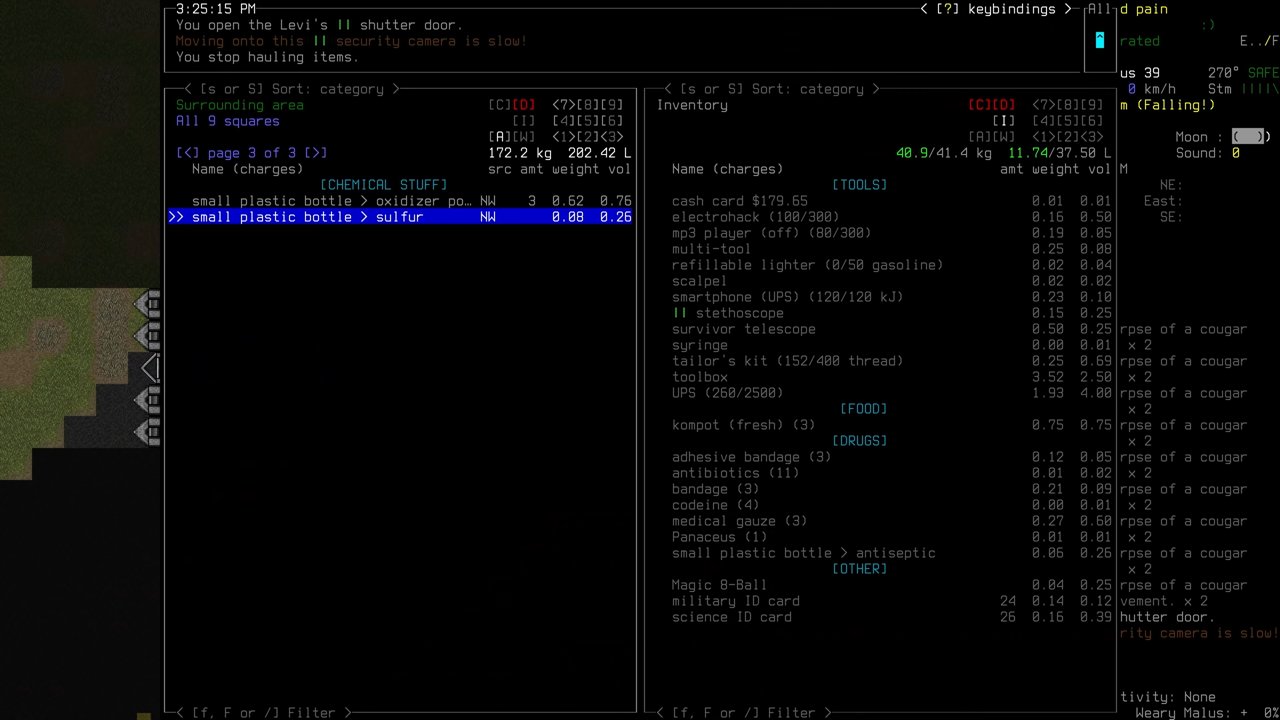 3:25:15 PM < [?] keybindings > All d pain
You open the Levi's || shutter door. :)
Moving onto this || security camera is slow! ^ rated E../F
You stop hauling items.
us 39 270° SAFE
< [s or S] Sort: category > < [s or S] Sort: category > 0 km/h Stm ||||\
Surrounding area [C][D] <7>[8][9] Inventory [C][D] <7>[8][9] m (Falling!)
All 9 squares [I] [4][5][6] [I] [4][5][6]
[A][W] <1>[2]<3> [A][W] <1>[2]<3> Moon : ( )
[<] page 3 of 3 [>] 172.2 kg 202.42 L 40.9/41.4 kg 11.74/37.50 L Sound: 0
Name (charges) src amt weight vol Name (charges) amt weight vol M
[CHEMICAL STUFF] [TOOLS] NE:
small plastic bottle > oxidizer po… NW 3 0.62 0.76 cash card $179.65 0.01 0.01 East:
>> small plastic bottle > sulfur NW 0.08 0.26 electrohack (100/300) 0.16 0.50 SE:
mp3 player (off) (80/300) 0.19 0.05
multi-tool 0.25 0.08
refillable lighter (0/50 gasoline) 0.02 0.04
scalpel 0.02 0.02
smartphone (UPS) (120/120 kJ) 0.23 0.10
|| stethoscope 0.15 0.25
survivor telescope 0.50 0.25 rpse of a cougar
syringe 0.00 0.01 x 2
tailor's kit (152/400 thread) 0.25 0.69 rpse of a cougar
toolbox 3.52 2.50 x 2
UPS (260/2500) 1.93 4.00 rpse of a cougar
[FOOD] x 2
kompot (fresh) (3) 0.75 0.75 rpse of a cougar
[DRUGS] x 2
adhesive bandage (3) 0.12 0.05 rpse of a cougar
antibiotics (11) 0.01 0.02 x 2
bandage (3) 0.21 0.09 rpse of a cougar
codeine (4) 0.00 0.01 x 2
medical gauze (3) 0.27 0.60 rpse of a cougar
Panaceus (1) 0.01 0.01 x 2
small plastic bottle > antiseptic 0.06 0.26 rpse of a cougar
[OTHER] x 2
Magic 8-Ball 0.04 0.25 rpse of a cougar
military ID card 24 0.14 0.12 vement. x 2
science ID card 26 0.16 0.39 hutter door.
rity camera is slow!
tivity: None
< [f, F or /] Filter > < [f, F or /] Filter > Weary Malus: + 0%